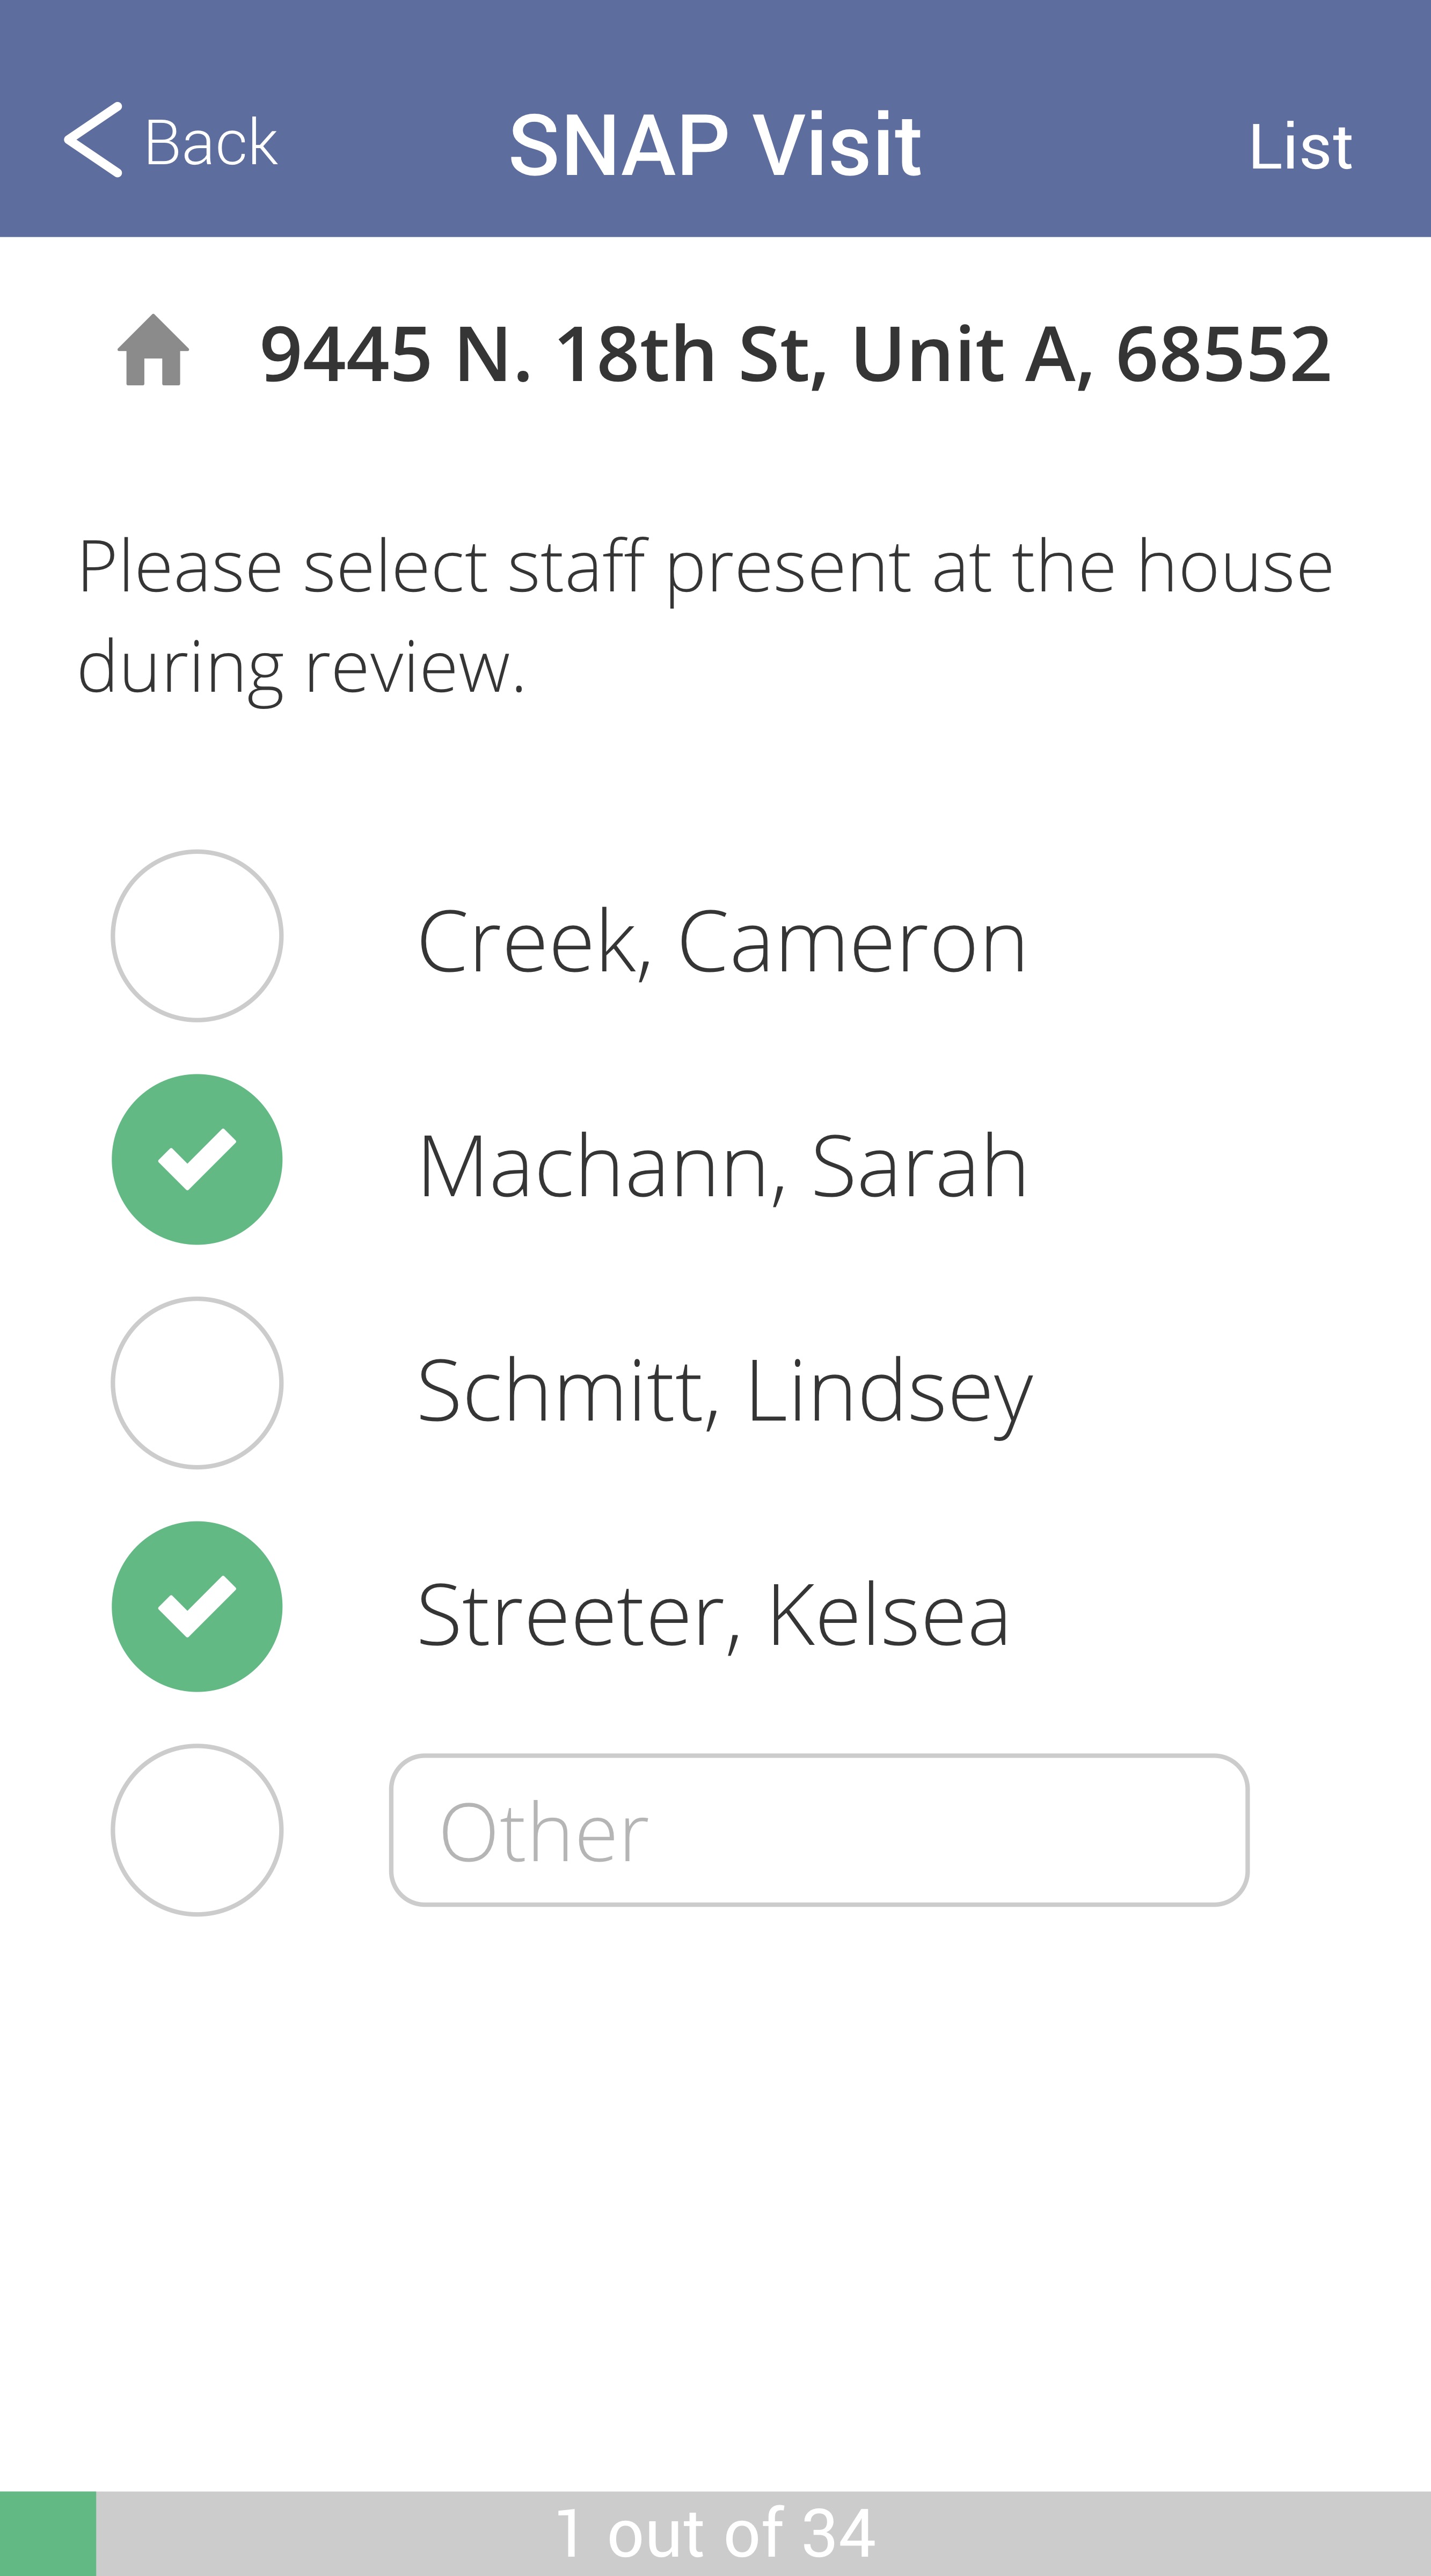 Back
SNAP Visit
List
9445 N. 18th St, Unit A, 68552
Please select staff present at the house
during review.
Creek, Cameron
Machann, Sarah
Schmitt, Lindsey
Streeter, Kelsea
Other
1 out of 34